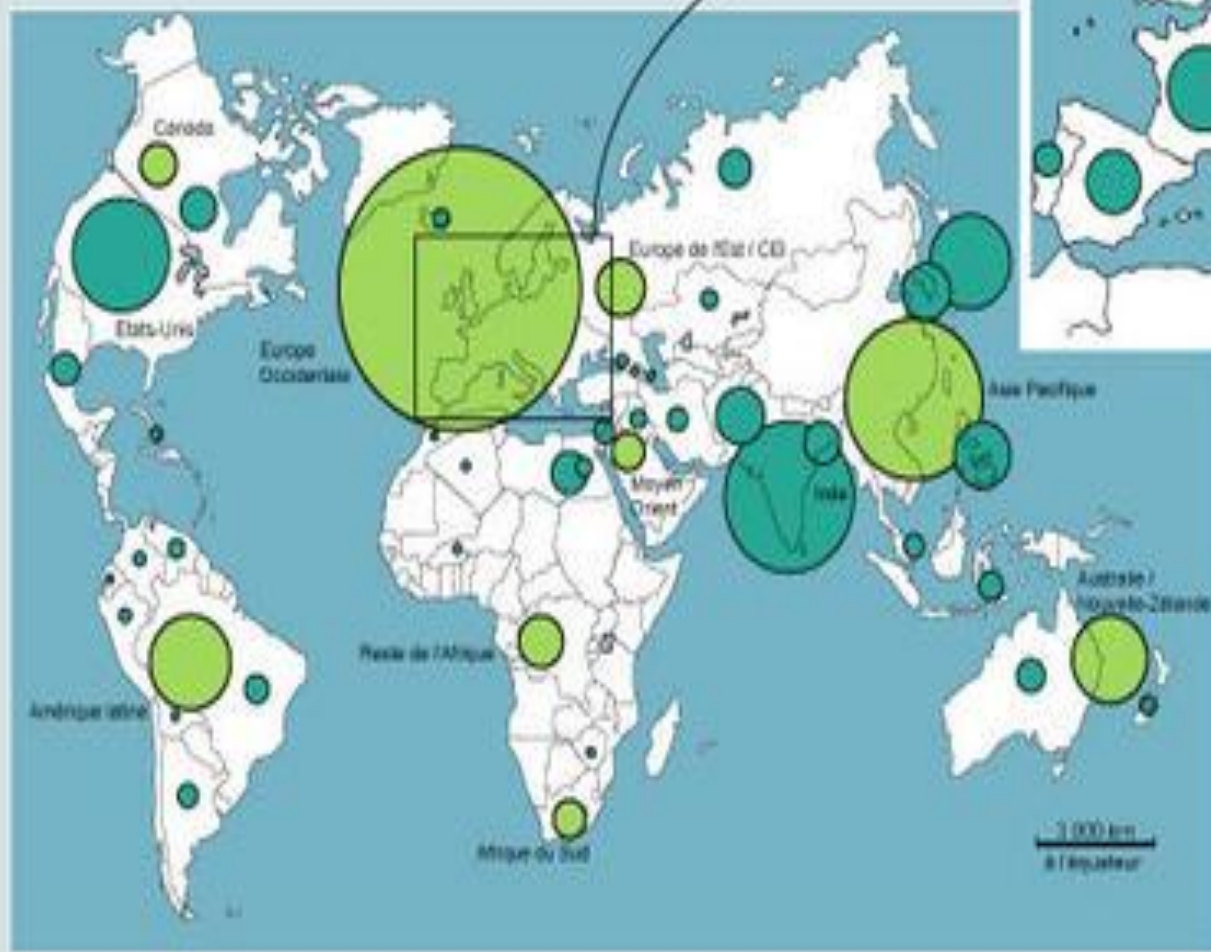 Canada
Etats-Unis
Europe
Occidentale
Europe de l'Est / CEI
Moyen
Orient
Inde
Asie Pacifique
Australie /
Nouvelle-Zélande
Reste de l'Afrique
Amérique latine
Afrique du Sud
3 000 km
à l'équateur